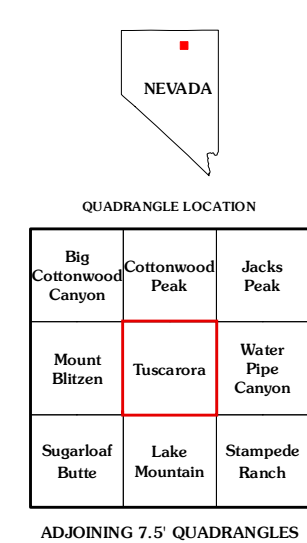 NEVADA
QUADRANGLE LOCATION
Big
Cottonwood
Canyon
Cottonwood
Peak
Jacks
Peak
Mount
Blitzen
Tuscarora
Water
Pipe
Canyon
Sugarloaf
Butte
Lake
Mountain
Stampede
Ranch
ADJOINING 7.5' QUADRANGLES